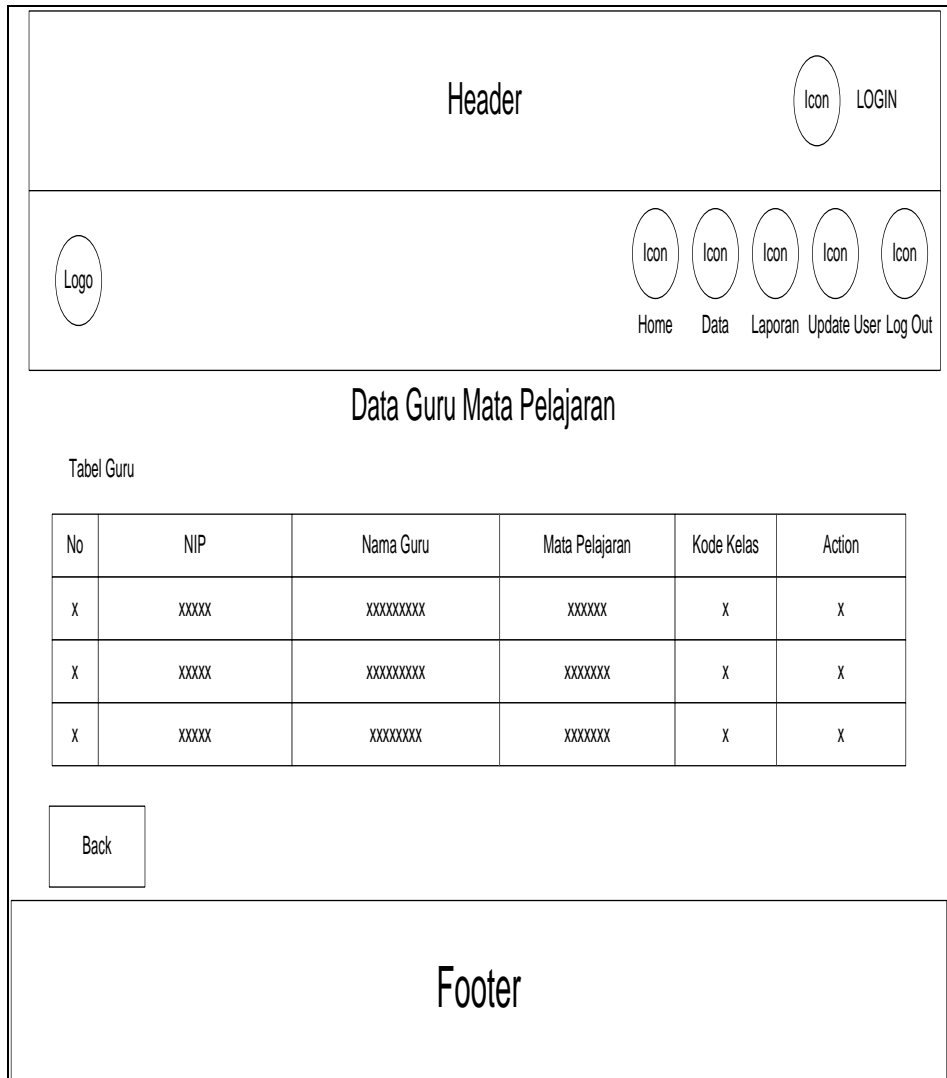 Header
Icon LOGIN
Logo
Icon Icon Icon Icon Icon
Home Data Laporan Update User Log Out
Data Guru Mata Pelajaran
Tabel Guru
No NIP Nama Guru Mata Pelajaran Kode Kelas Action
X XXXXX XXXXXXXXX XXXXXX X X
X XXXXX XXXXXXXXX XXXXXXX X X
X XXXXX XXXXXXXX XXXXXXX X X
Back
Footer